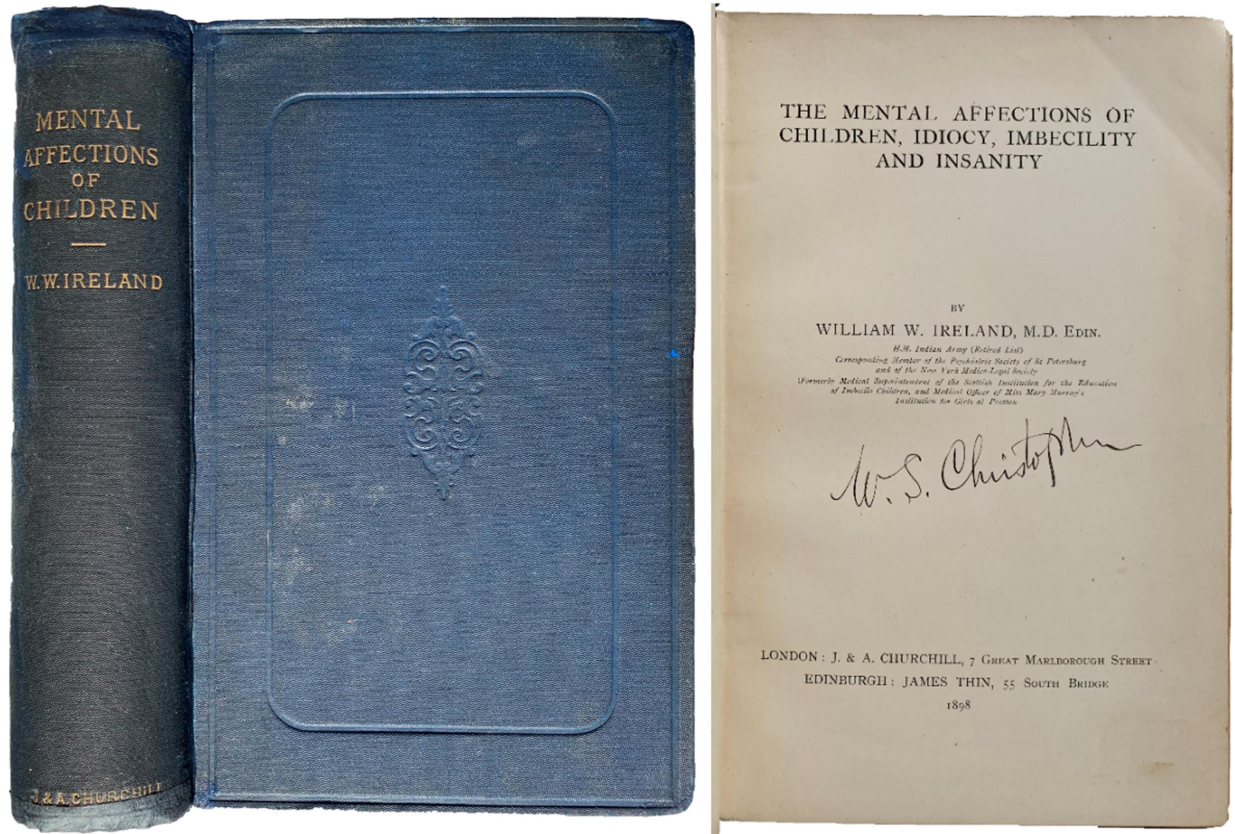 MENTAL
AFFECTIONS
OF
CHILDREN
W. W. IRELAND
J & A. CHURCHILL
THE MENTAL AFFECTIONS OF
CHILDREN, IDIOCY, IMBECILITY
AND INSANITY
BY
WILLIAM W. IRELAND, M.D. EDIN.
H.M. Indian Army (Retired List)
Corresponding Member of the Psychiatric Society of St Petersburg
and of the New York Medico-Legal Society
Formerly Medical Superintendent of the Scottish Institution for the Education
of Imbecile Children, and Medical Officer of Miss Mary Murray's
Institution for Girls at Preston
W. S. Christopher
LONDON: J. & A. CHURCHILL, 7 GREAT MARLBOROUGH STREET
EDINBURGH: JAMES THIN, 55 SOUTH BRIDGE
1898